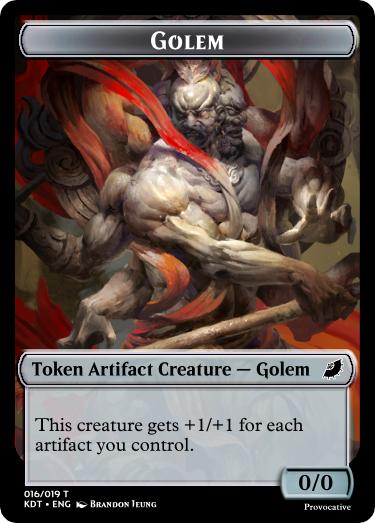 Golem
Token Artifact Creature — Golem
This creature gets +1/+1 for each
artifact you control.
0/0
016/019 T
KDT • ENG Brandon Jeung
Provocative